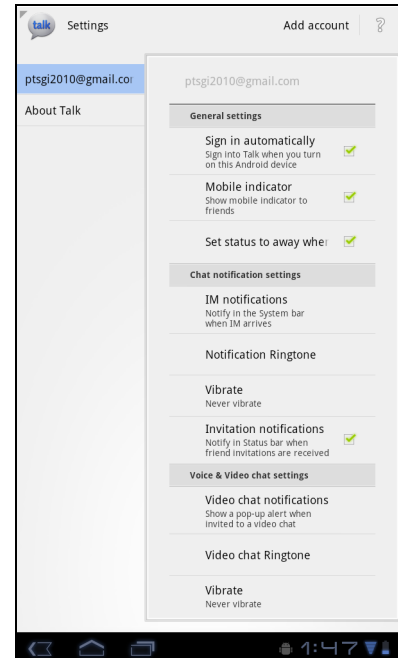 talk Settings Add account ?
ptsgi2010@gmail.cor
About Talk
ptsgi2010@gmail.com
General settings
Sign in automatically
Sign into Talk when you turn
on this Android device
Mobile indicator
Show mobile indicator to
friends
Set status to away whe
Chat notification settings
IM notifications
Notify in the System bar
when IM arrives
Notification Ringtone
Vibrate
Never vibrate
Invitation notifications
Notify in Status bar when
friend invitations are received
Voice & Video chat settings
Video chat notifications
Show a pop-up alert when
invited to a video chat
Video chat Ringtone
Vibrate
Never vibrate
1:47